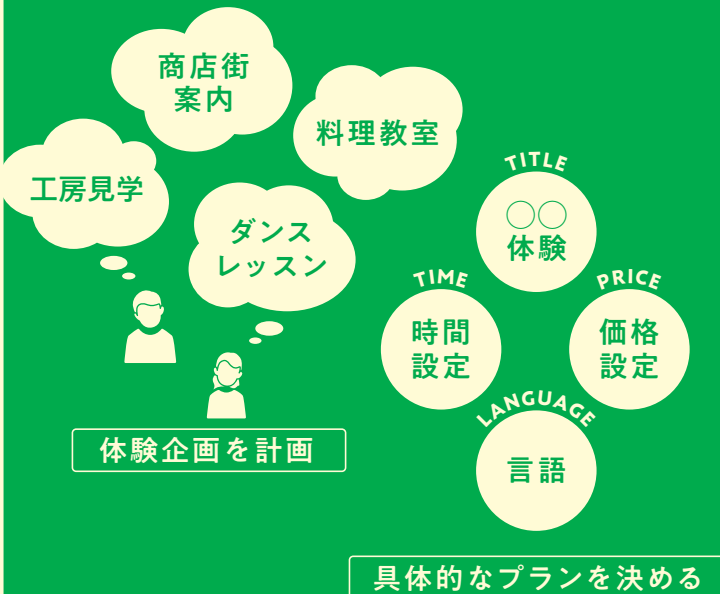 商店街
案内
料理教室
工房見学
ダンス
レッスン
体験企画を計画
TITLE
○○
体験
TIME
時間
設定
PRICE
価格
設定
LANGUAGE
言語
具体的なプランを決める